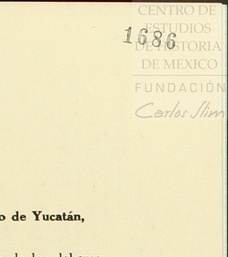 CENTRO DE
ESTUDIOS
DE HISTORIA
DE MEXICO
FUNDACIÓN
Carlos Slim
1686
o de Yucatán,